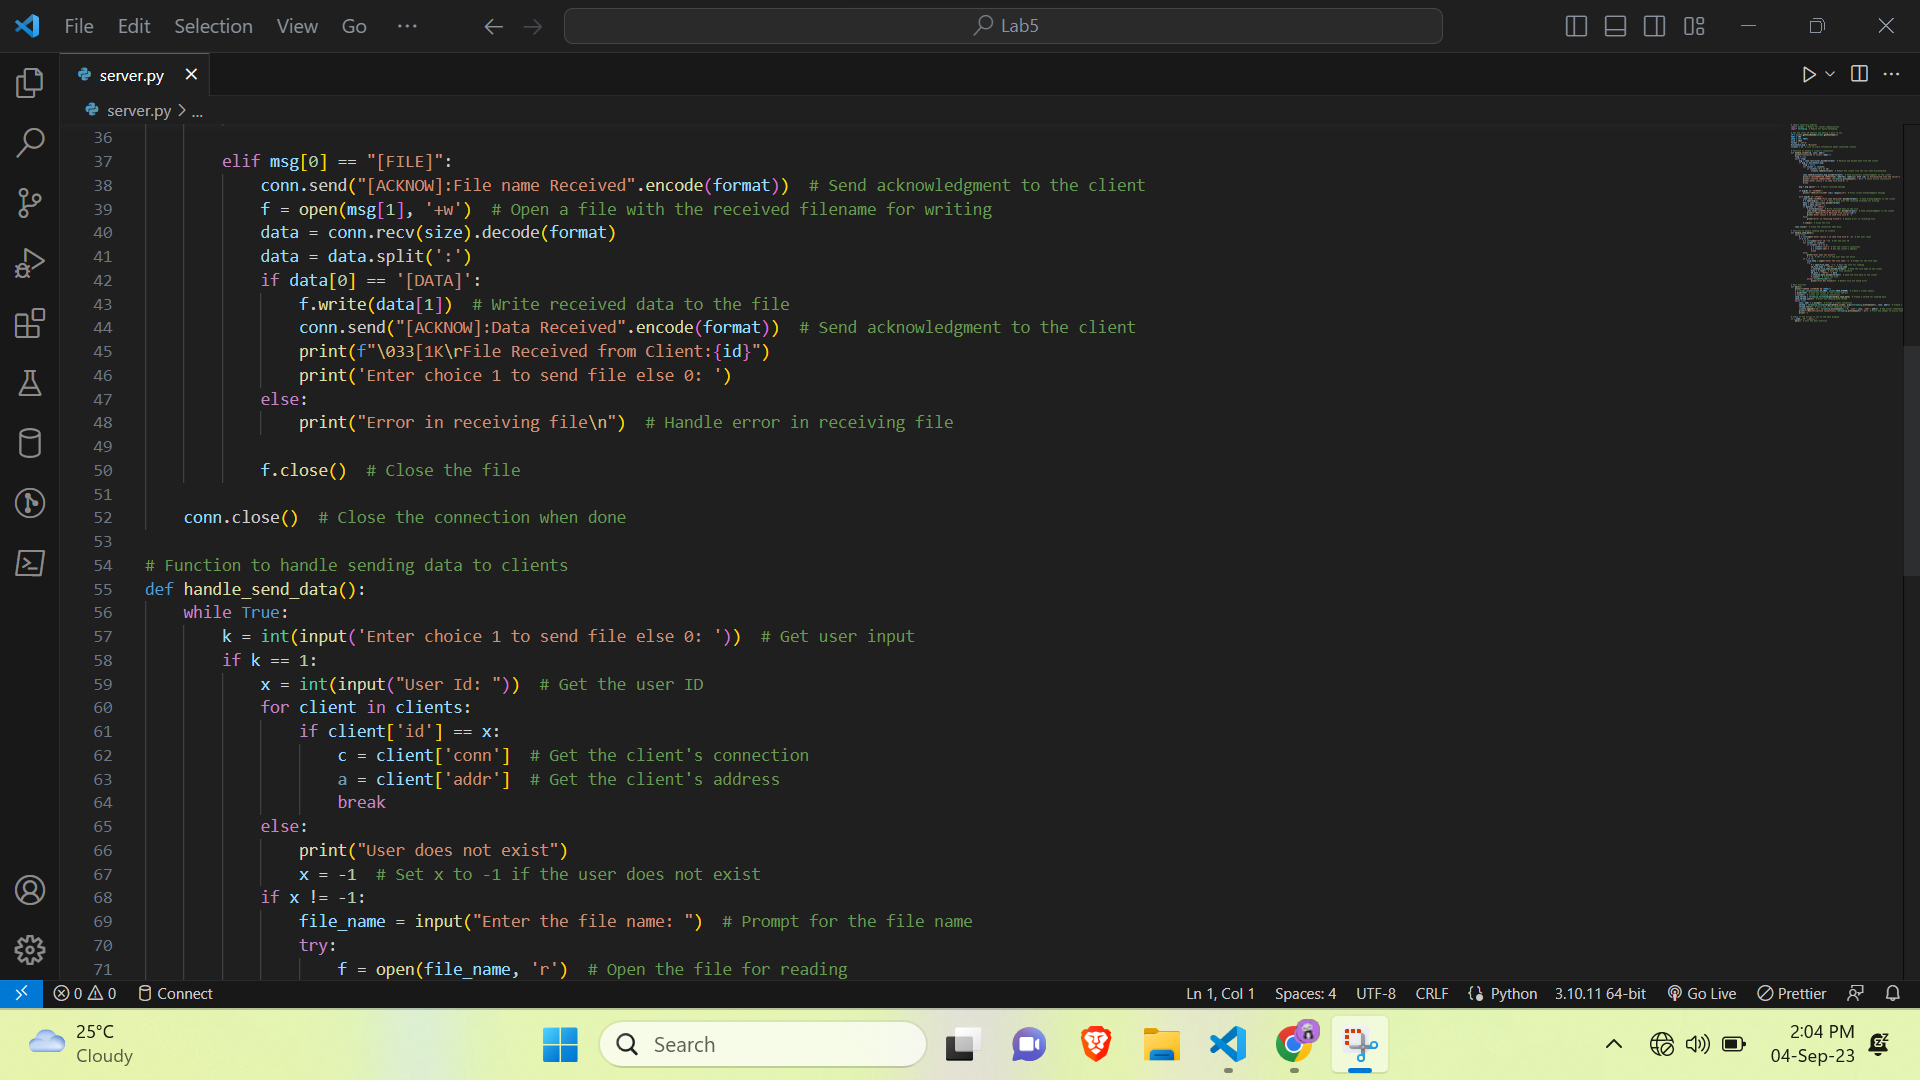 File Edit Selection View Go ··· Lab5
server.py
server.py > ...
36
37 elif msg[0] == "[FILE]":
38 conn.send("[ACKNOW]:File name Received".encode(format)) # Send acknowledgment to the client
39 f = open(msg[1], '+w') # Open a file with the received filename for writing
40 data = conn.recv(size).decode(format)
41 data = data.split(':')
42 if data[0] == '[DATA]':
43 f.write(data[1]) # Write received data to the file
44 conn.send("[ACKNOW]:Data Received".encode(format)) # Send acknowledgment to the client
45 print(f"\033[1K\rFile Received from Client:{id}")
46 print('Enter choice 1 to send file else 0: ')
47 else:
48 print("Error in receiving file\n") # Handle error in receiving file
49
50 f.close() # Close the file
51
52 conn.close() # Close the connection when done
53
54 # Function to handle sending data to clients
55 def handle_send_data():
56 while True:
57 k = int(input('Enter choice 1 to send file else 0: ')) # Get user input
58 if k == 1:
59 x = int(input("User Id: ")) # Get the user ID
60 for client in clients:
61 if client['id'] == x:
62 c = client['conn'] # Get the client's connection
63 a = client['addr'] # Get the client's address
64 break
65 else:
66 print("User does not exist")
67 x = -1 # Set x to -1 if the user does not exist
68 if x != -1:
69 file_name = input("Enter the file name: ") # Prompt for the file name
70 try:
71 f = open(file_name, 'r') # Open the file for reading
0 0 Connect Ln 1, Col 1 Spaces: 4 UTF-8 CRLF Python 3.10.11 64-bit Go Live Prettier
25°C
Cloudy
Search
2:04 PM
04-Sep-23